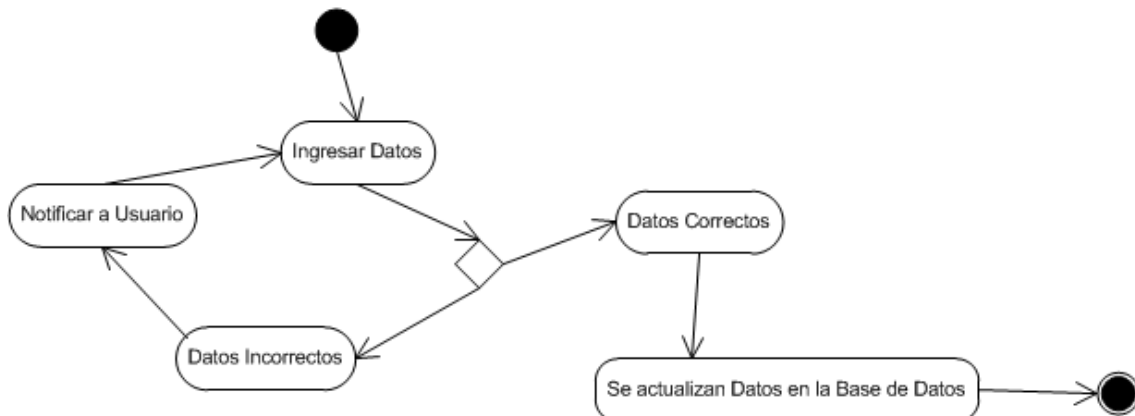 Ingresar Datos
Notificar a Usuario
Datos Correctos
Datos Incorrectos
Se actualizan Datos en la Base de Datos